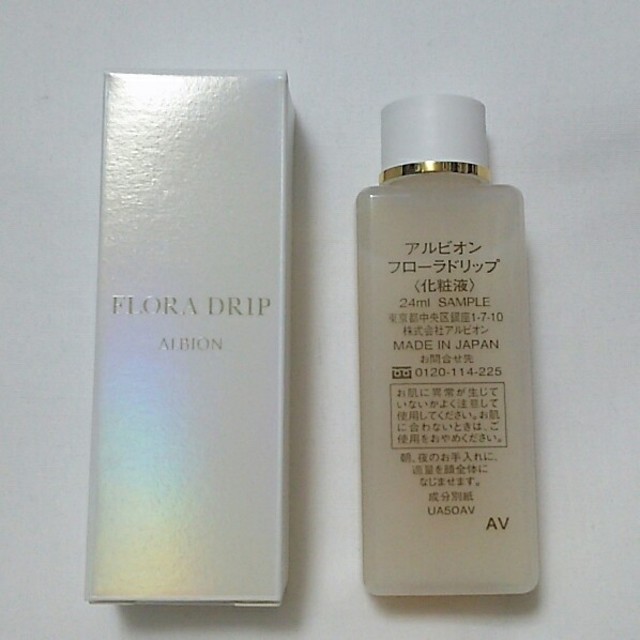 FLORA DRIP
ALBION
アルビオン
フローラドリップ
〈化粧液〉
24ml SAMPLE
東京都中央区銀座1-7-10
株式会社アルビオン
MADE IN JAPAN
お問合せ先
0120-114-225
お肌に異常が生じて
いないかよく注意して
使用してください。お肌
に合わないときは、ご
使用をおやめください。
朝、夜のお手入れに、
適量を顔全体に
なじませます。
成分別紙
UA50AV
AV